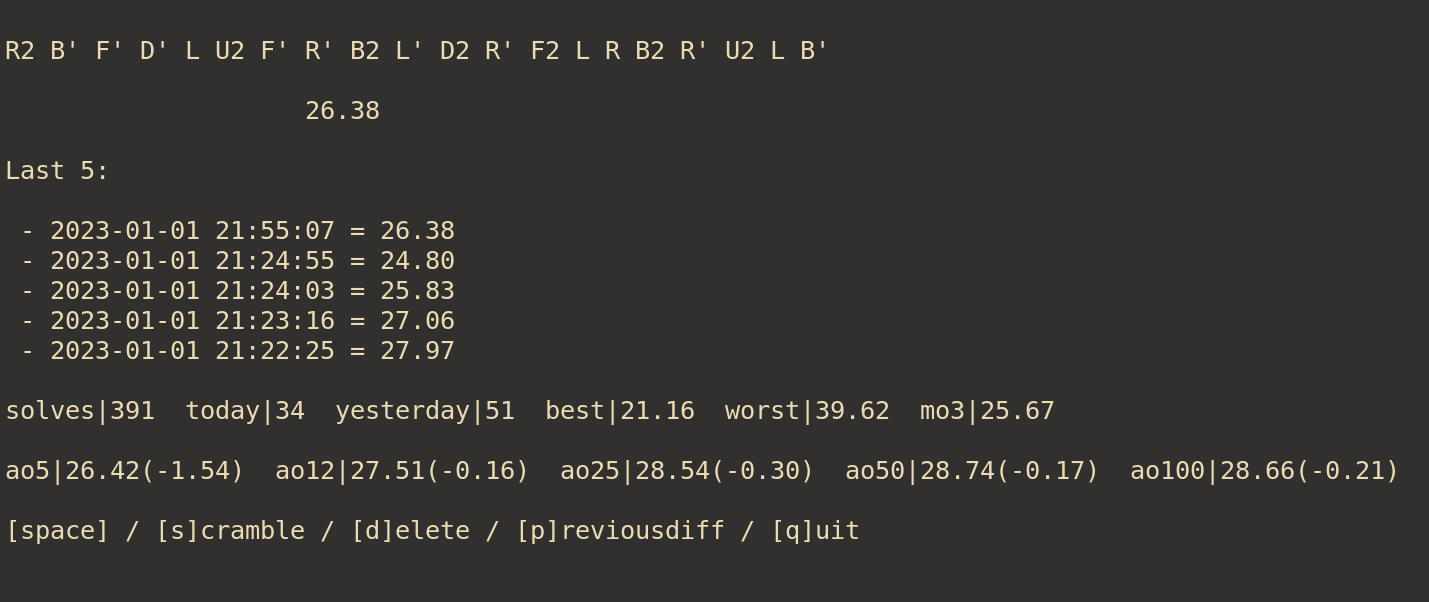 R2 B' F' D' L U2 F' R' B2 L' D2 R' F2 L R B2 R' U2 L B'
26.38
Last 5:
- 2023-01-01 21:55:07 = 26.38
- 2023-01-01 21:24:55 = 24.80
- 2023-01-01 21:24:03 = 25.83
- 2023-01-01 21:23:16 = 27.06
- 2023-01-01 21:22:25 = 27.97
solves|391  today|34  yesterday|51  best|21.16  worst|39.62  mo3|25.67
ao5|26.42(-1.54)  ao12|27.51(-0.16)  ao25|28.54(-0.30)  ao50|28.74(-0.17)  ao100|28.66(-0.21)
[space] / [s]cramble / [d]elete / [p]reviousdiff / [q]uit